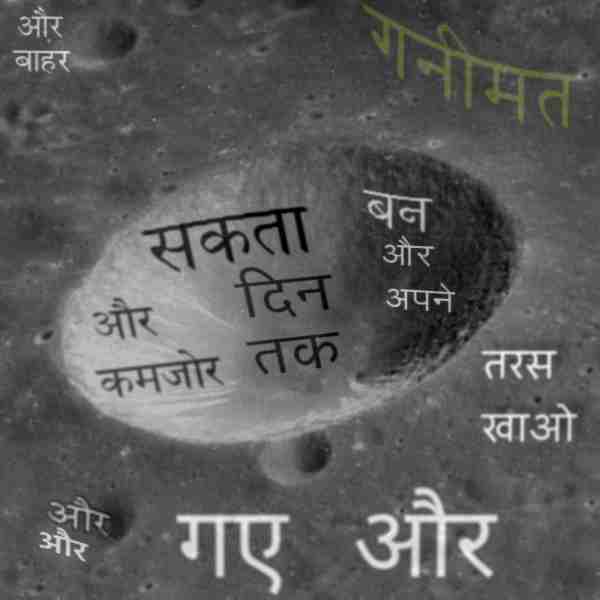 और
बाहर
गनीमत
सकता
दिन
तक
बन
और
अपने
और
कमजोर
तरस
खाओ
और
और
गए और